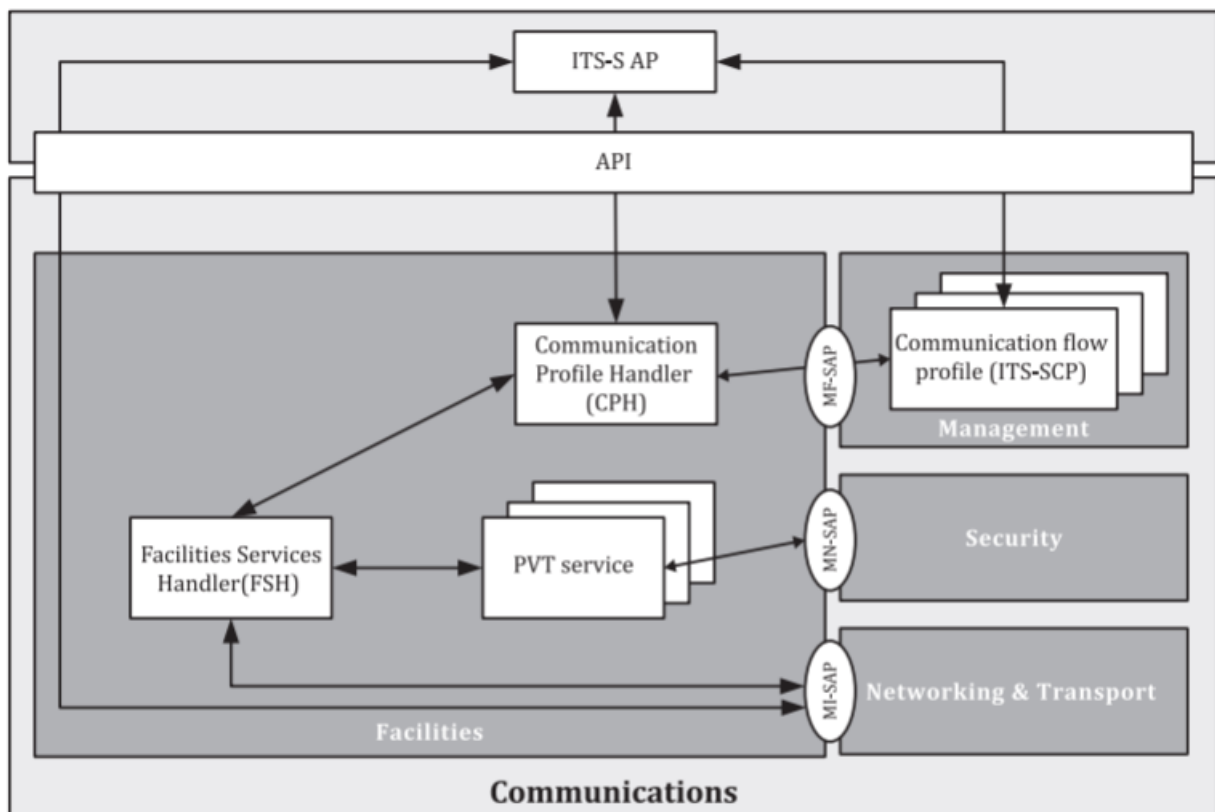 ITS-S AP
API
Communication
Profile Handler
(CPH)
MF-SAP
Communication flow
profile (ITS-SCP)
Management
Facilities Services
Handler(FSH)
PVT service
MN-SAP
Security
MI-SAP
Networking & Transport
Facilities
Communications